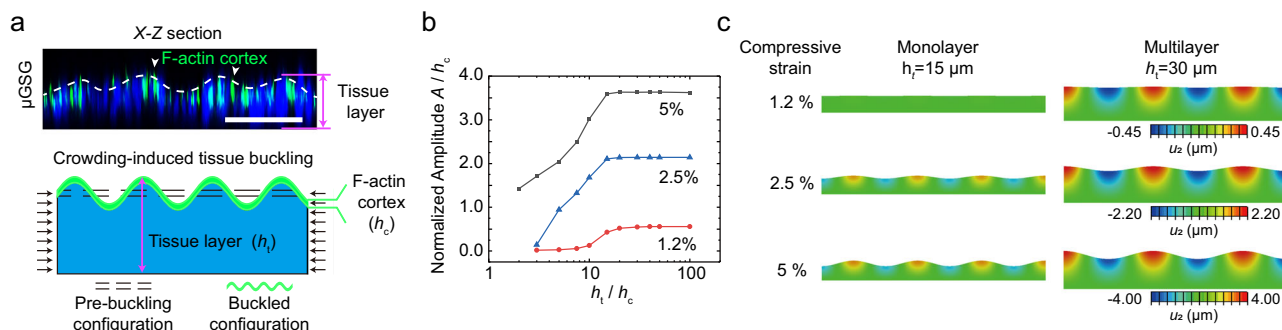 a
X-Z section
F-actin cortex
μGSG
Tissue layer
Crowding-induced tissue buckling
F-actin cortex (hc)
Tissue layer (ht)
Pre-buckling configuration
Buckled configuration
b
Normalized Amplitude A / hc
4.0
3.0
2.0
1.0
0.0
5%
2.5%
1.2%
1
10
100
ht / hc
c
Compressive strain
Monolayer
ht=15 μm
Multilayer
ht=30 μm
1.2 %
-0.45
0.45
u₂ (μm)
2.5 %
-2.20
2.20
u₂ (μm)
5 %
-4.00
4.00
u₂ (μm)